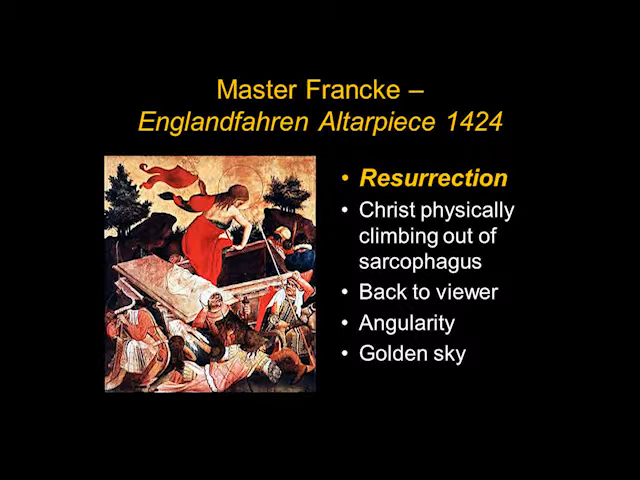 Master Francke –
Englandfahren Altarpiece 1424
• Resurrection
• Christ physically
climbing out of
sarcophagus
• Back to viewer
• Angularity
• Golden sky